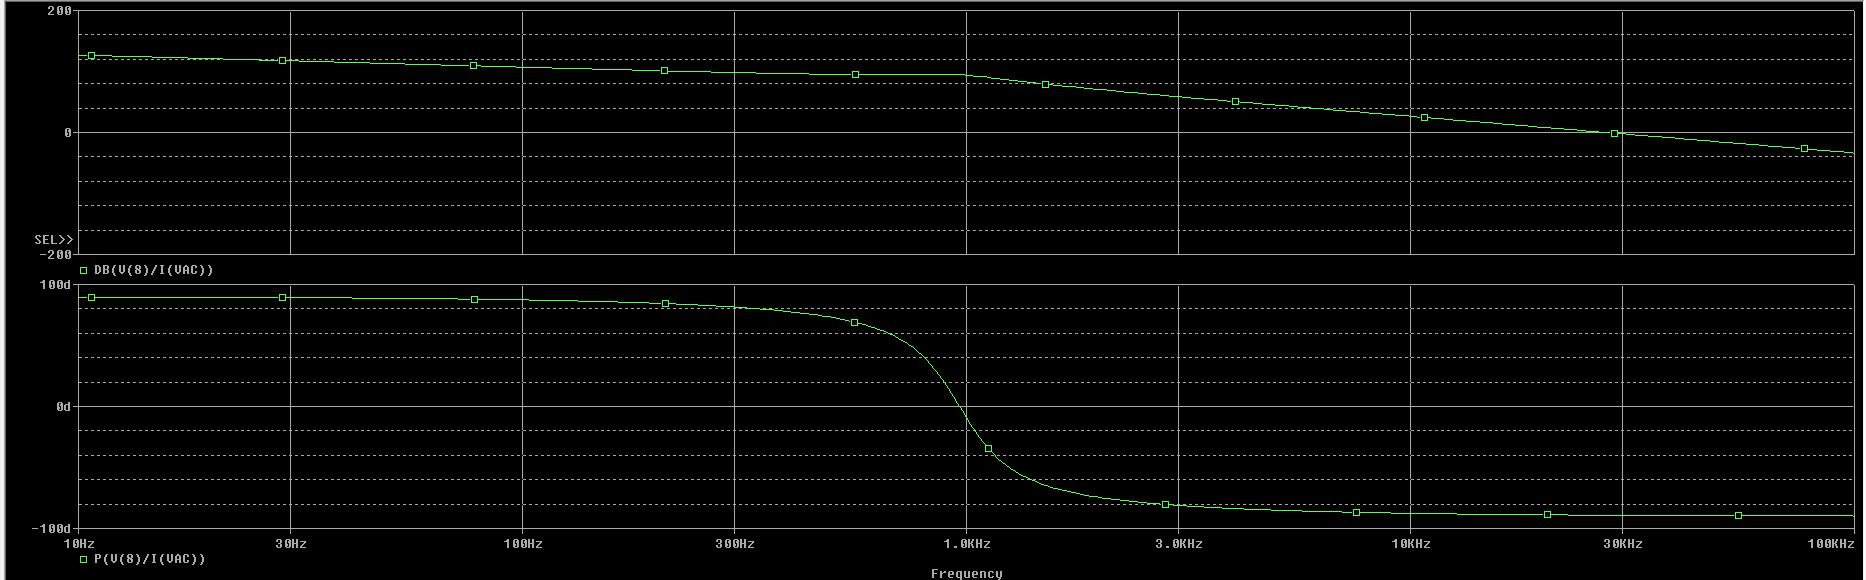 200
0
SEL>>
-200
DB(V(8)/I(VAC))
100d
0d
-100d
10Hz 30Hz 100Hz 300Hz 1.0KHz 3.0KHz 10KHz 30KHz 100KHz
P(V(8)/I(VAC))
Frequency